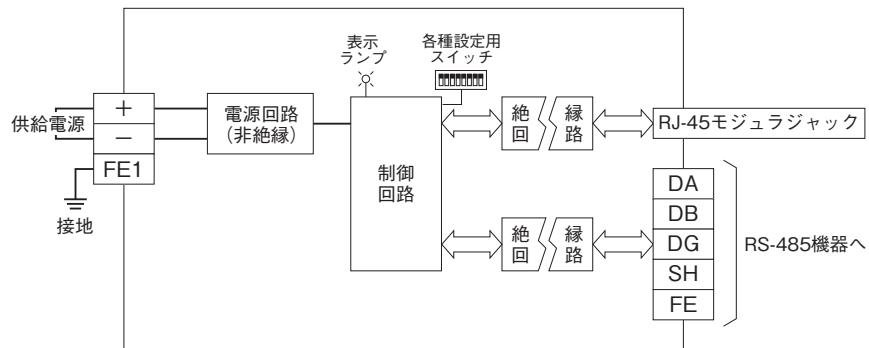 表示
ランプ
各種設定用
スイッチ
供給電源
+
−
FE1
接地
電源回路
(非絶縁)
制御
回路
絶縁
回路
RJ-45モジュラジャック
絶縁
回路
DA
DB
DG
SH
FE
RS-485機器へ